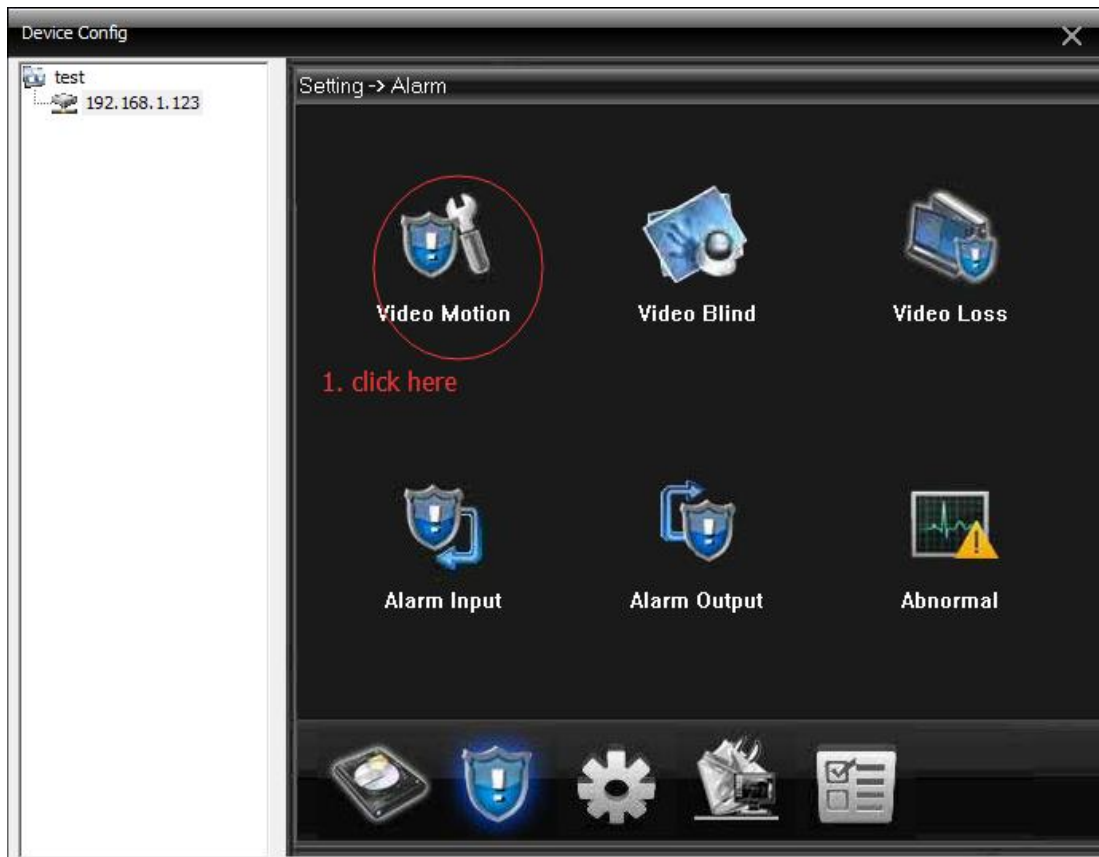 Device Config
test
192.168.1.123
Setting -> Alarm
Video Motion
Video Blind
Video Loss
1. click here
Alarm Input
Alarm Output
Abnormal